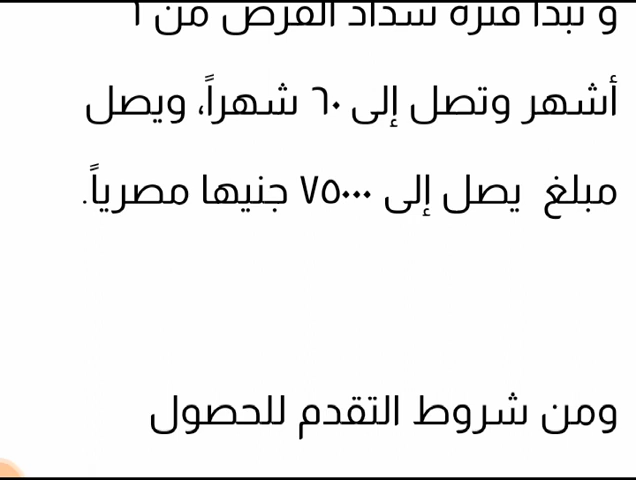 و تبدأ فترة سداد القرض من ٦
أشهر وتصل إلى ٦٠ شهراً، ويصل
مبلغ يصل إلى ٧٥٠٠٠ جنيها مصرياً.
ومن شروط التقدم للحصول